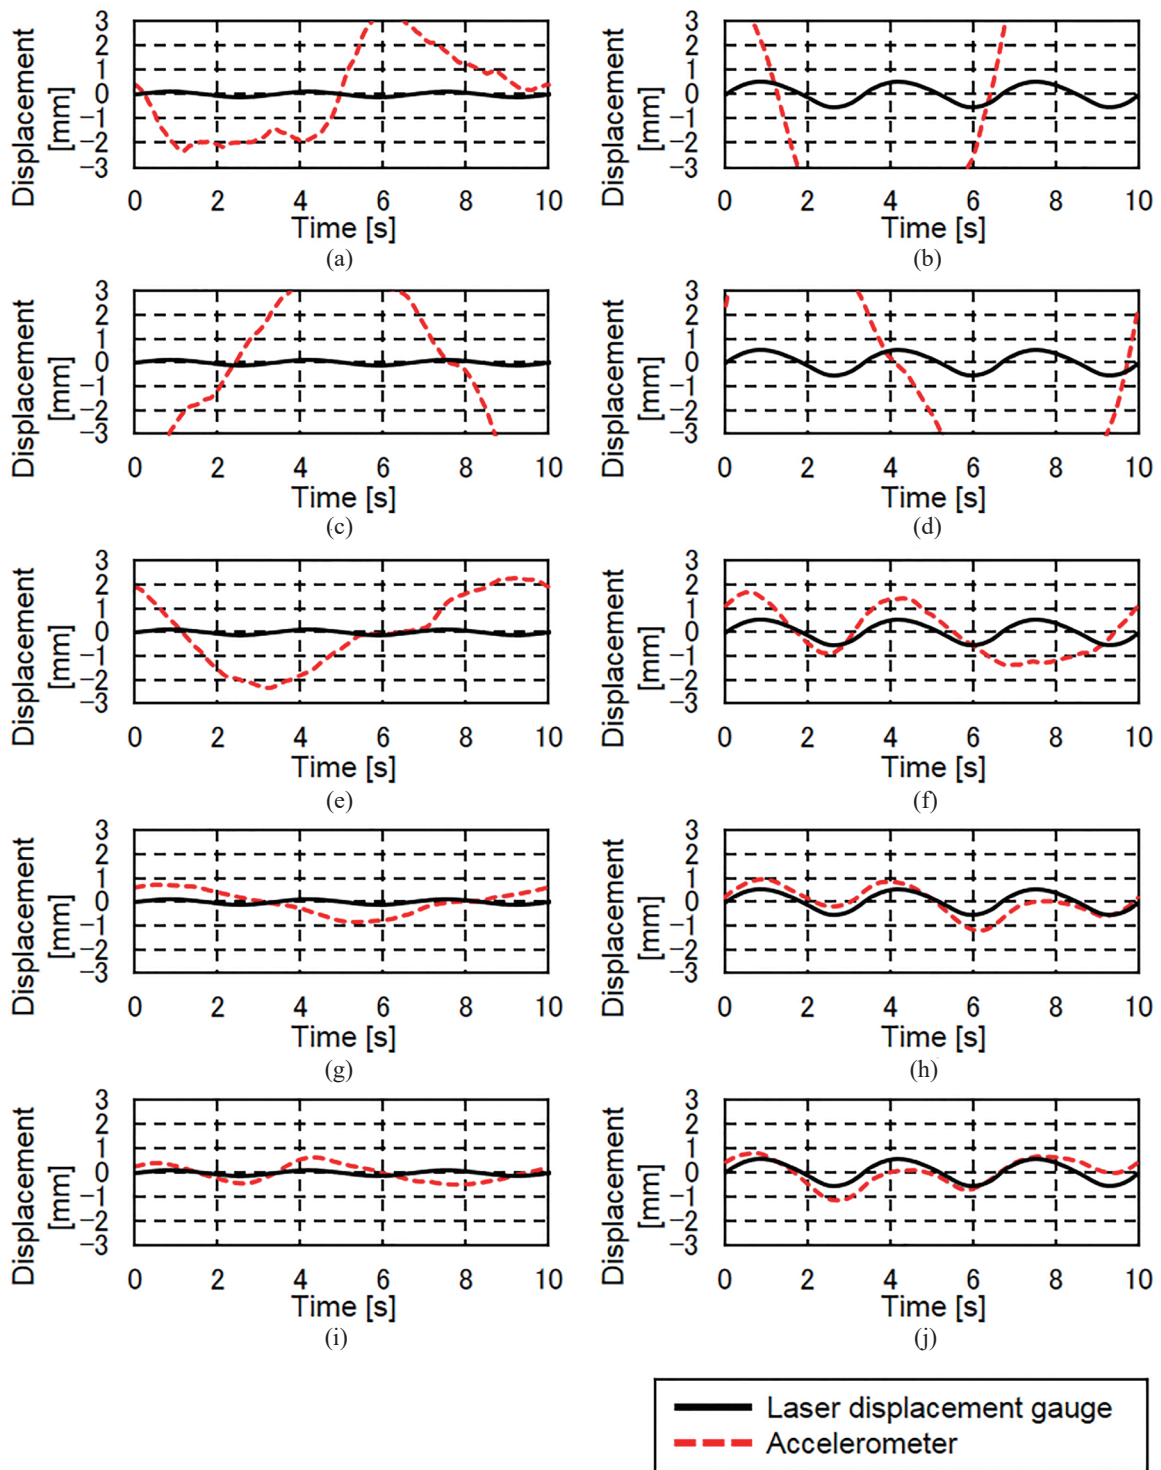 3
2
1
0
−1
−2
−3
Displacement
[mm]
0 2 4 6 8 10
Time [s]
(a)
3
2
1
0
−1
−2
−3
Displacement
[mm]
0 2 4 6 8 10
Time [s]
(b)
3
2
1
0
−1
−2
−3
Displacement
[mm]
0 2 4 6 8 10
Time [s]
(c)
3
2
1
0
−1
−2
−3
Displacement
[mm]
0 2 4 6 8 10
Time [s]
(d)
3
2
1
0
−1
−2
−3
Displacement
[mm]
0 2 4 6 8 10
Time [s]
(e)
3
2
1
0
−1
−2
−3
Displacement
[mm]
0 2 4 6 8 10
Time [s]
(f)
3
2
1
0
−1
−2
−3
Displacement
[mm]
0 2 4 6 8 10
Time [s]
(g)
3
2
1
0
−1
−2
−3
Displacement
[mm]
0 2 4 6 8 10
Time [s]
(h)
3
2
1
0
−1
−2
−3
Displacement
[mm]
0 2 4 6 8 10
Time [s]
(i)
3
2
1
0
−1
−2
−3
Displacement
[mm]
0 2 4 6 8 10
Time [s]
(j)
Laser displacement gauge
Accelerometer